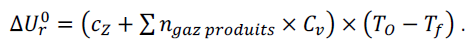 ΔU_r^0 = (c_Z + Σ n_{gaz produits} × C_v) × (T_O − T_f) .